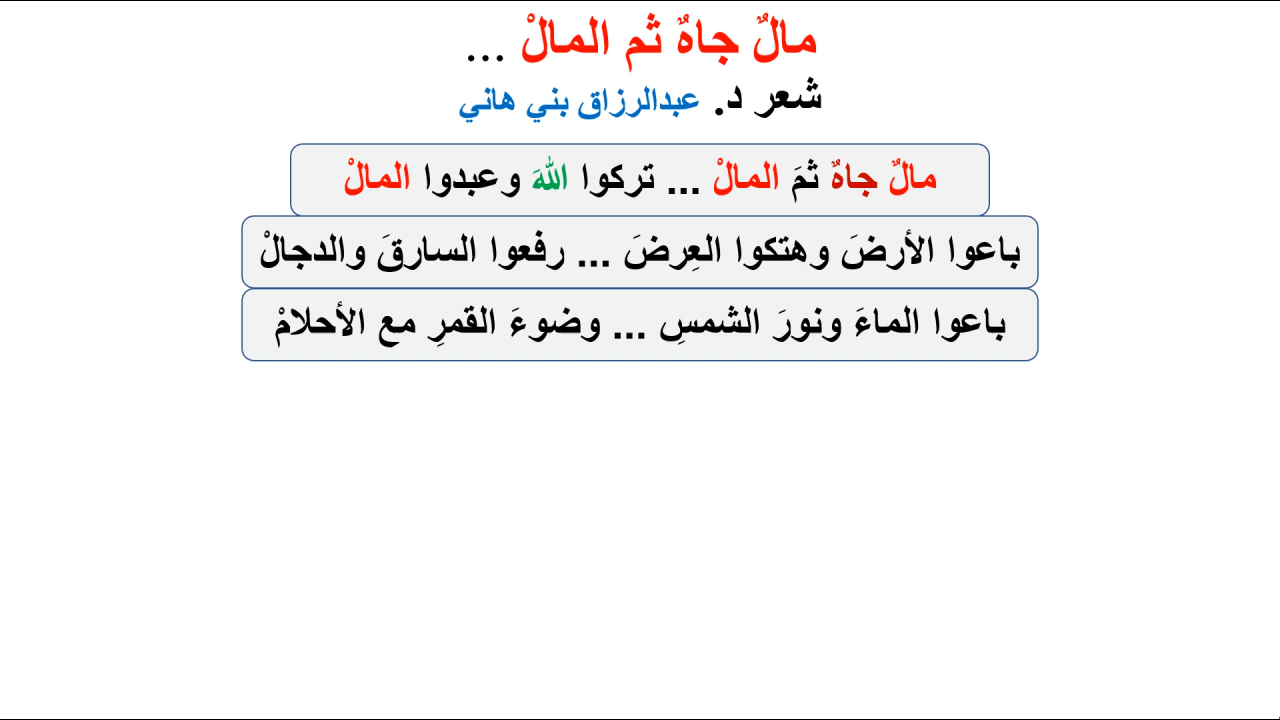 مالٌ جاهٌ ثم المالْ ...
شعر د. عبدالرزاق بني هاني
مالٌ جاهٌ ثمَ المالْ ... تركوا اللهَ وعبدوا المالْ
باعوا الأرضَ وهتكوا العِرضَ ... رفعوا السارقَ والدجالْ
باعوا الماءَ ونورَ الشمسِ ... وضوءَ القمرِ مع الأحلامْ